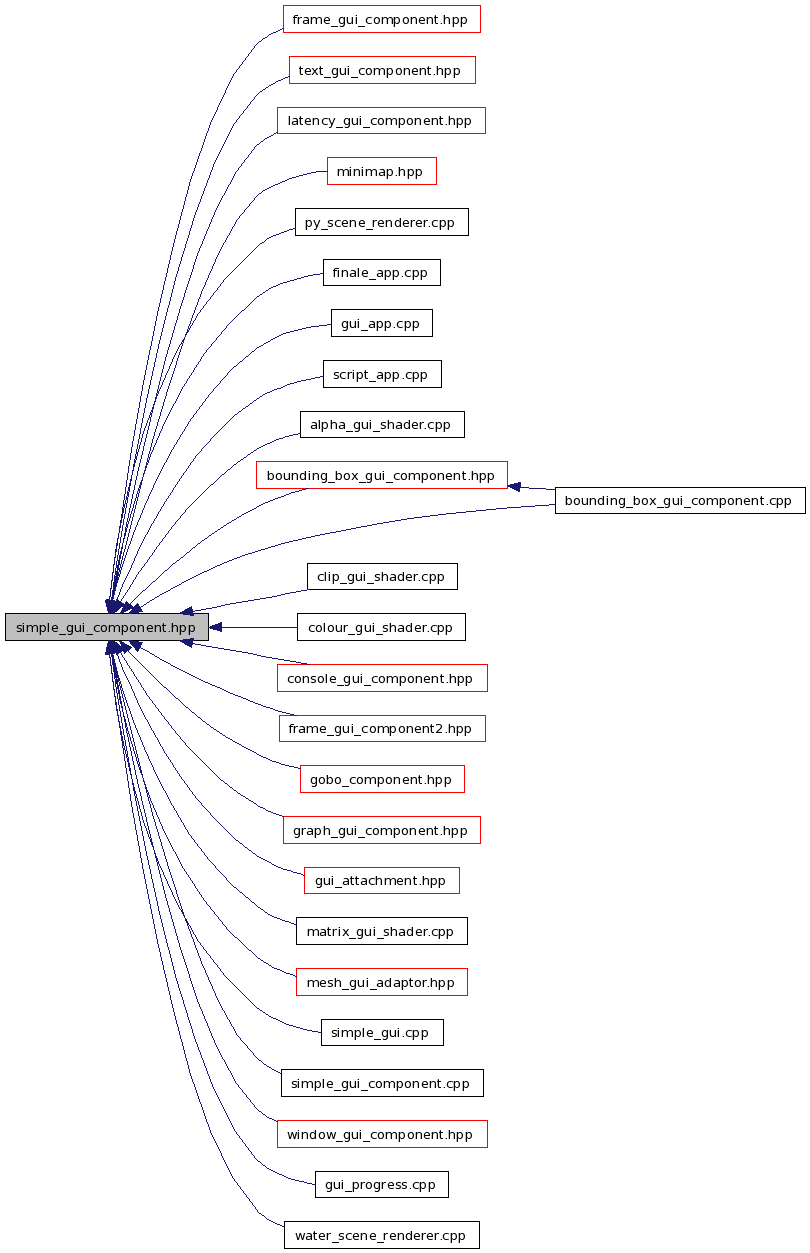 frame_gui_component.hpp
text_gui_component.hpp
latency_gui_component.hpp
minimap.hpp
py_scene_renderer.cpp
finale_app.cpp
gui_app.cpp
script_app.cpp
alpha_gui_shader.cpp
bounding_box_gui_component.hpp
bounding_box_gui_component.cpp
clip_gui_shader.cpp
simple_gui_component.hpp
colour_gui_shader.cpp
console_gui_component.hpp
frame_gui_component2.hpp
gobo_component.hpp
graph_gui_component.hpp
gui_attachment.hpp
matrix_gui_shader.cpp
mesh_gui_adaptor.hpp
simple_gui.cpp
simple_gui_component.cpp
window_gui_component.hpp
gui_progress.cpp
water_scene_renderer.cpp